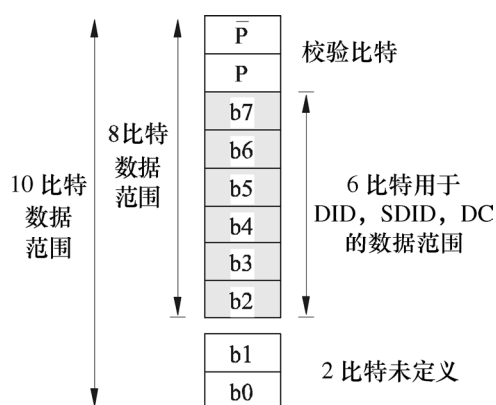 P̅
P
b7
b6
b5
b4
b3
b2
b1
b0
校验比特
8比特
数据
范围
10 比特
数据
范围
6 比特用于
DID，SDID，DC
的数据范围
2 比特未定义